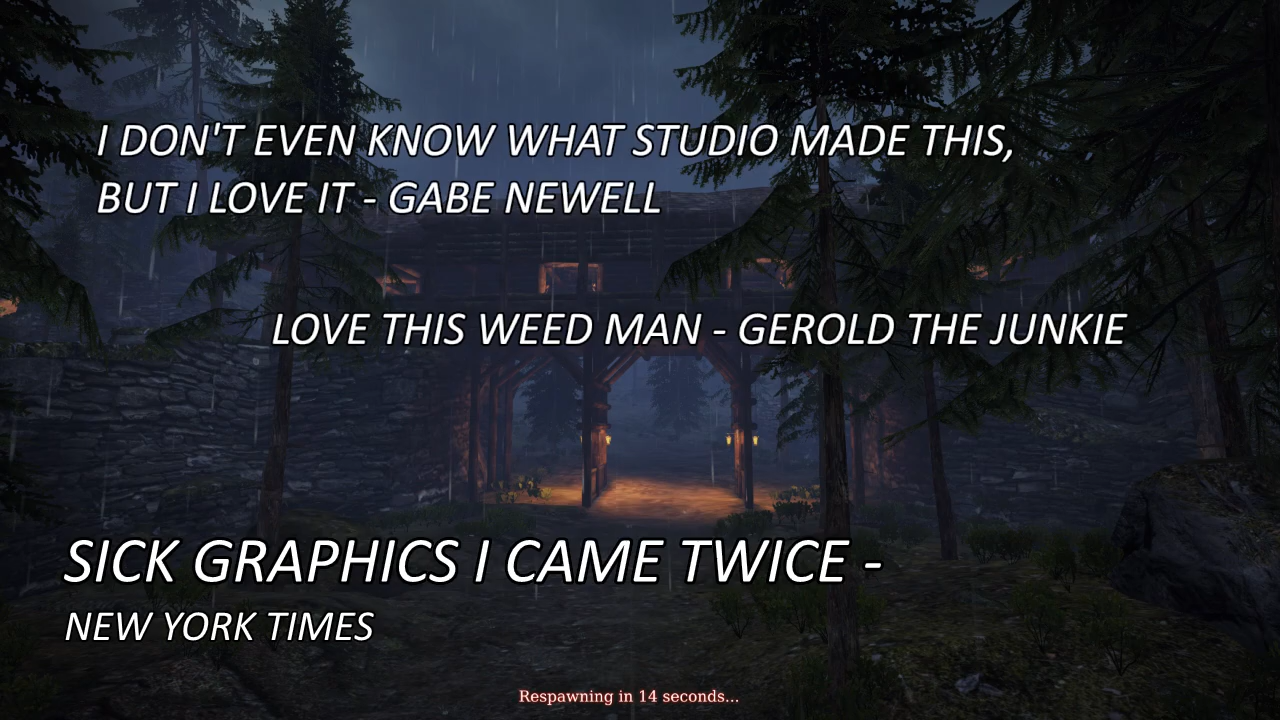 I DON'T EVEN KNOW WHAT STUDIO MADE THIS,
BUT I LOVE IT - GABE NEWELL
LOVE THIS WEED MAN - GEROLD THE JUNKIE
SICK GRAPHICS I CAME TWICE -
NEW YORK TIMES
Respawning in 14 seconds...